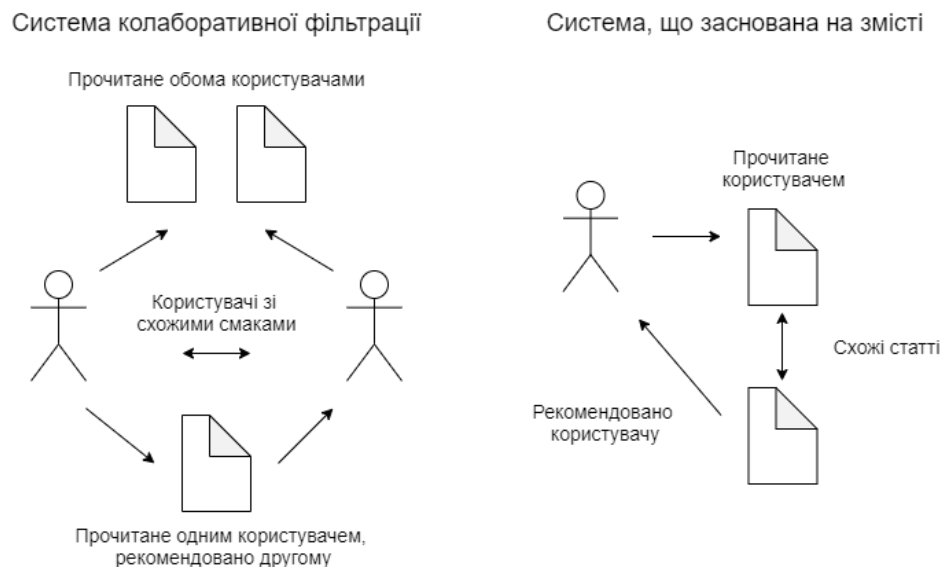 Система колаборативної фільтрації
Прочитане обома користувачами
Користувачі зі
схожими смаками
Прочитане одним користувачем,
рекомендовано другому
Система, що заснована на змісті
Прочитане
користувачем
Схожі статті
Рекомендовано
користувачу